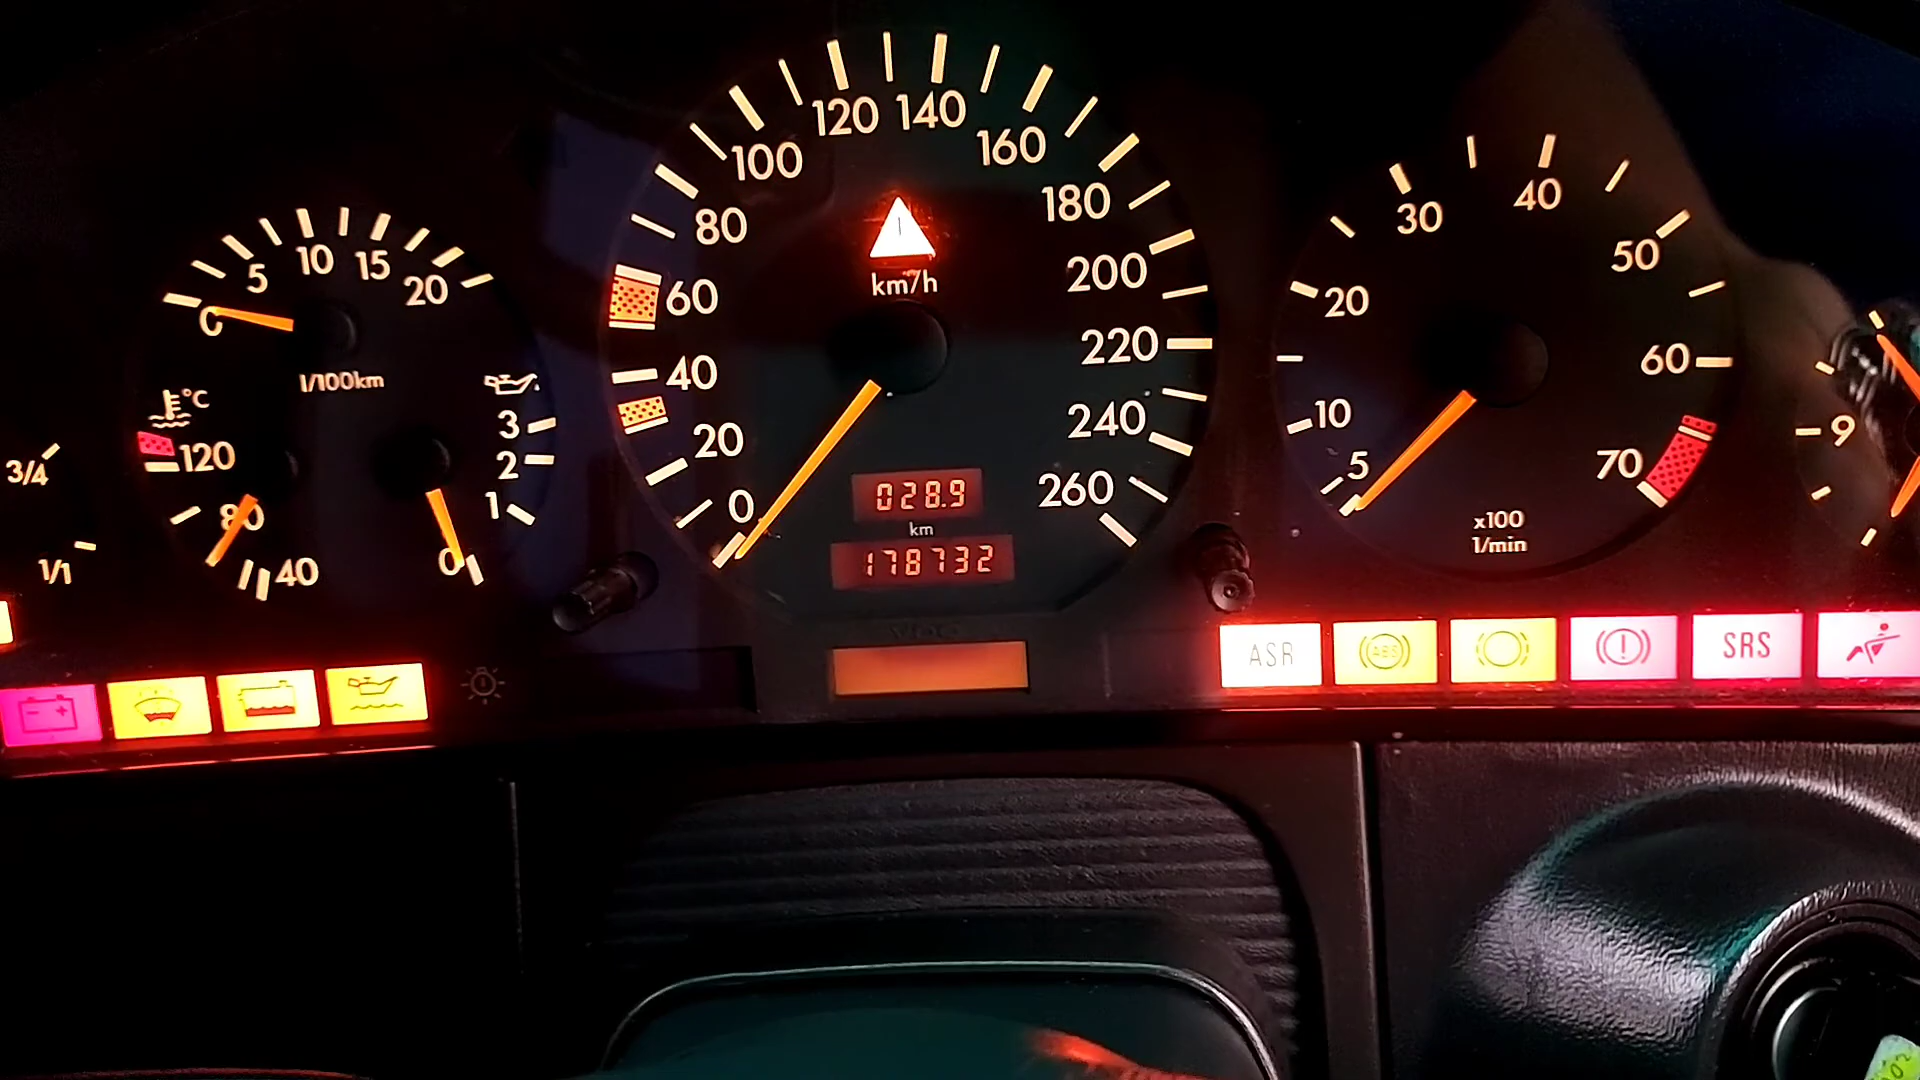 0 5 10 15 20
l/100km
°C
120
80
40
3
2
1
0
3/4
1/1
0 20 40 60 80 100 120 140 160 180 200 220 240 260
km/h
028.9
km
178732
5 10 20 30 40 50 60 70
x100
1/min
9
ASR
ABS
SRS